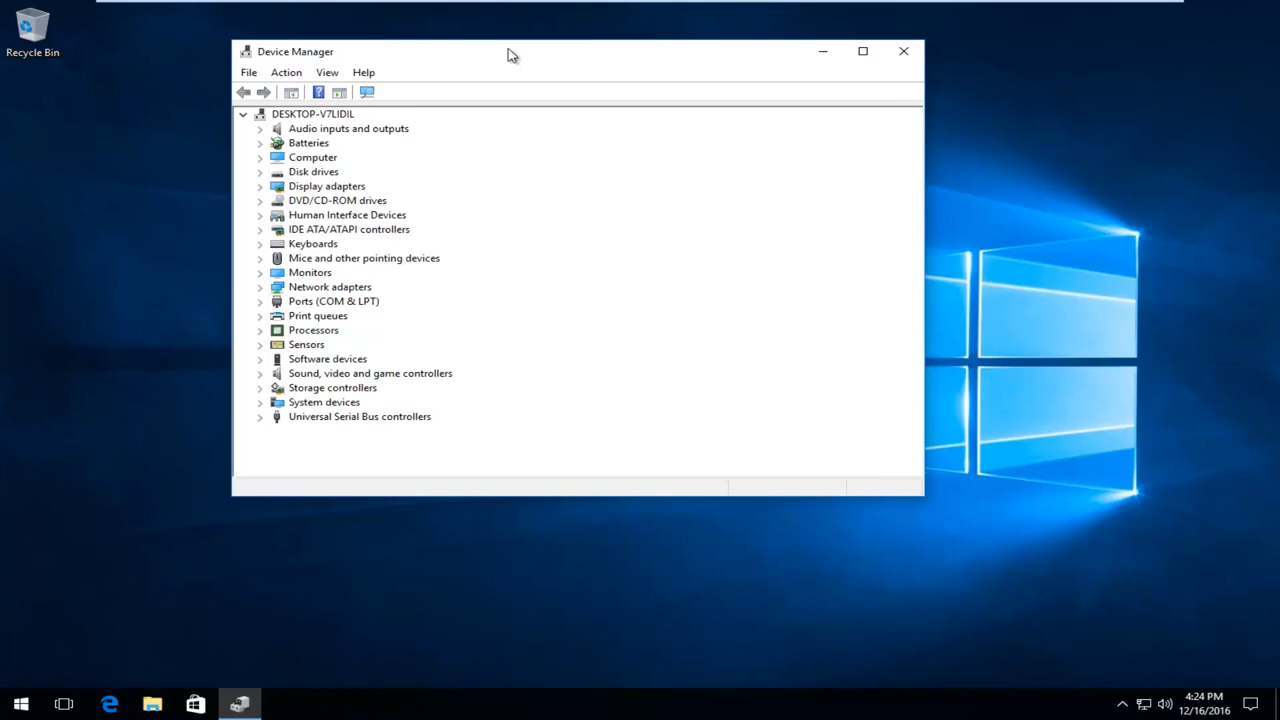 Recycle Bin
Device Manager
File Action View Help
DESKTOP-V7LIDIL
Audio inputs and outputs
Batteries
Computer
Disk drives
Display adapters
DVD/CD-ROM drives
Human Interface Devices
IDE ATA/ATAPI controllers
Keyboards
Mice and other pointing devices
Monitors
Network adapters
Ports (COM & LPT)
Print queues
Processors
Sensors
Software devices
Sound, video and game controllers
Storage controllers
System devices
Universal Serial Bus controllers
4:24 PM
12/16/2016